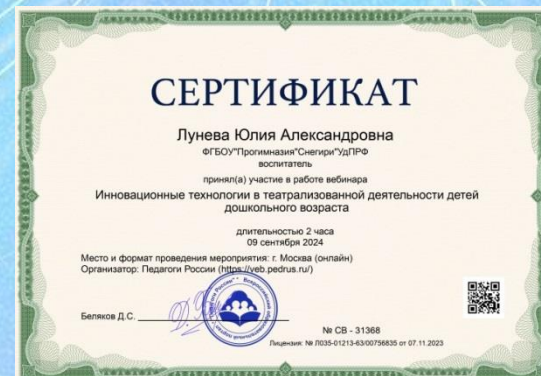 СЕРТИФИКАТ
Лунева Юлия Александровна
ФГБОУ"Прогимназия"Снегири"УдПРФ
воспитатель
принял(а) участие в работе вебинара
Инновационные технологии в театрализованной деятельности детей
дошкольного возраста
длительностью 2 часа
09 сентября 2024
Место и формат проведения мероприятия: г. Москва (онлайн)
Организатор: Педагоги России (https://veb.pedrus.ru/)
Беляков Д.С.
№ СВ - 31368
Лицензия: № Л035-01213-63/00756835 от 07.11.2023